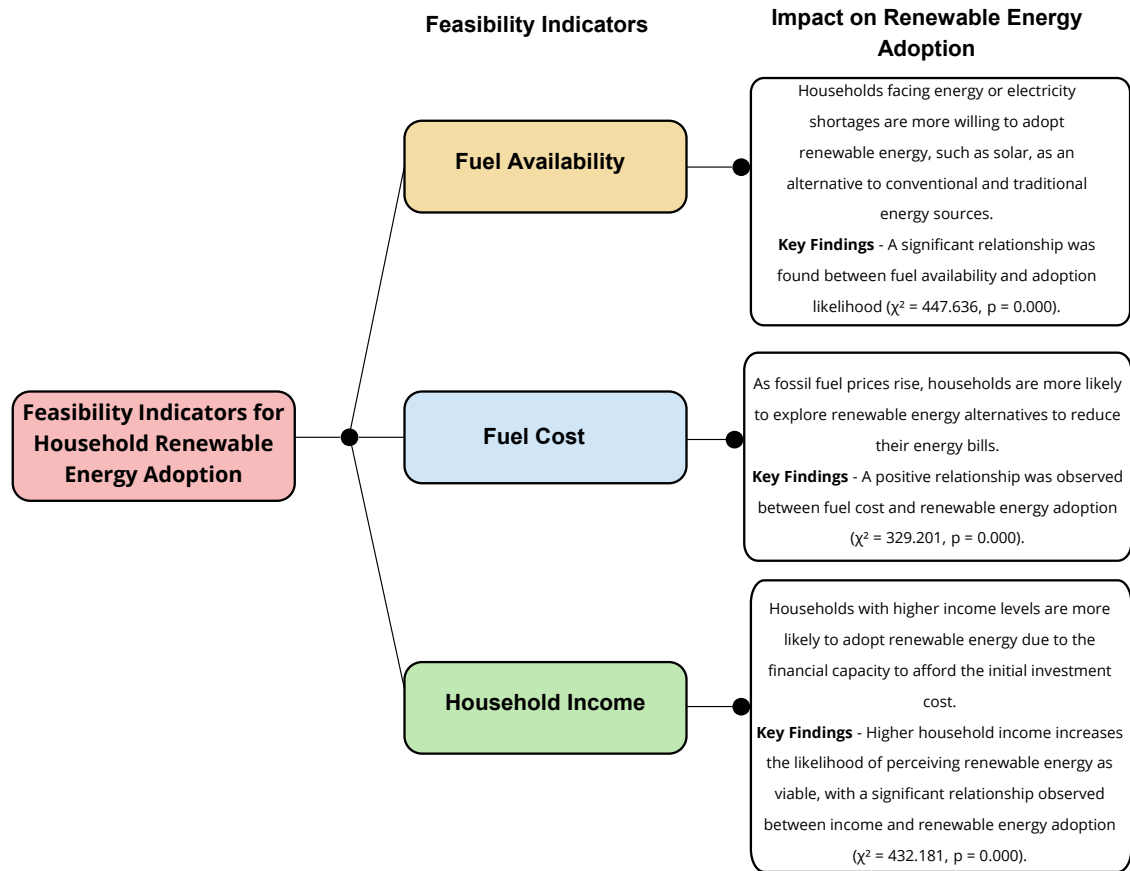 Feasibility Indicators
Impact on Renewable Energy
Adoption
Feasibility Indicators for
Household Renewable
Energy Adoption
Fuel Availability
Households facing energy or electricity
shortages are more willing to adopt
renewable energy, such as solar, as an
alternative to conventional and traditional
energy sources.
Key Findings - A significant relationship was
found between fuel availability and adoption
likelihood (χ² = 447.636, p = 0.000).
Fuel Cost
As fossil fuel prices rise, households are more likely
to explore renewable energy alternatives to reduce
their energy bills.
Key Findings - A positive relationship was observed
between fuel cost and renewable energy adoption
(χ² = 329.201, p = 0.000).
Household Income
Households with higher income levels are more
likely to adopt renewable energy due to the
financial capacity to afford the initial investment
cost.
Key Findings - Higher household income increases
the likelihood of perceiving renewable energy as
viable, with a significant relationship observed
between income and renewable energy adoption
(χ² = 432.181, p = 0.000).